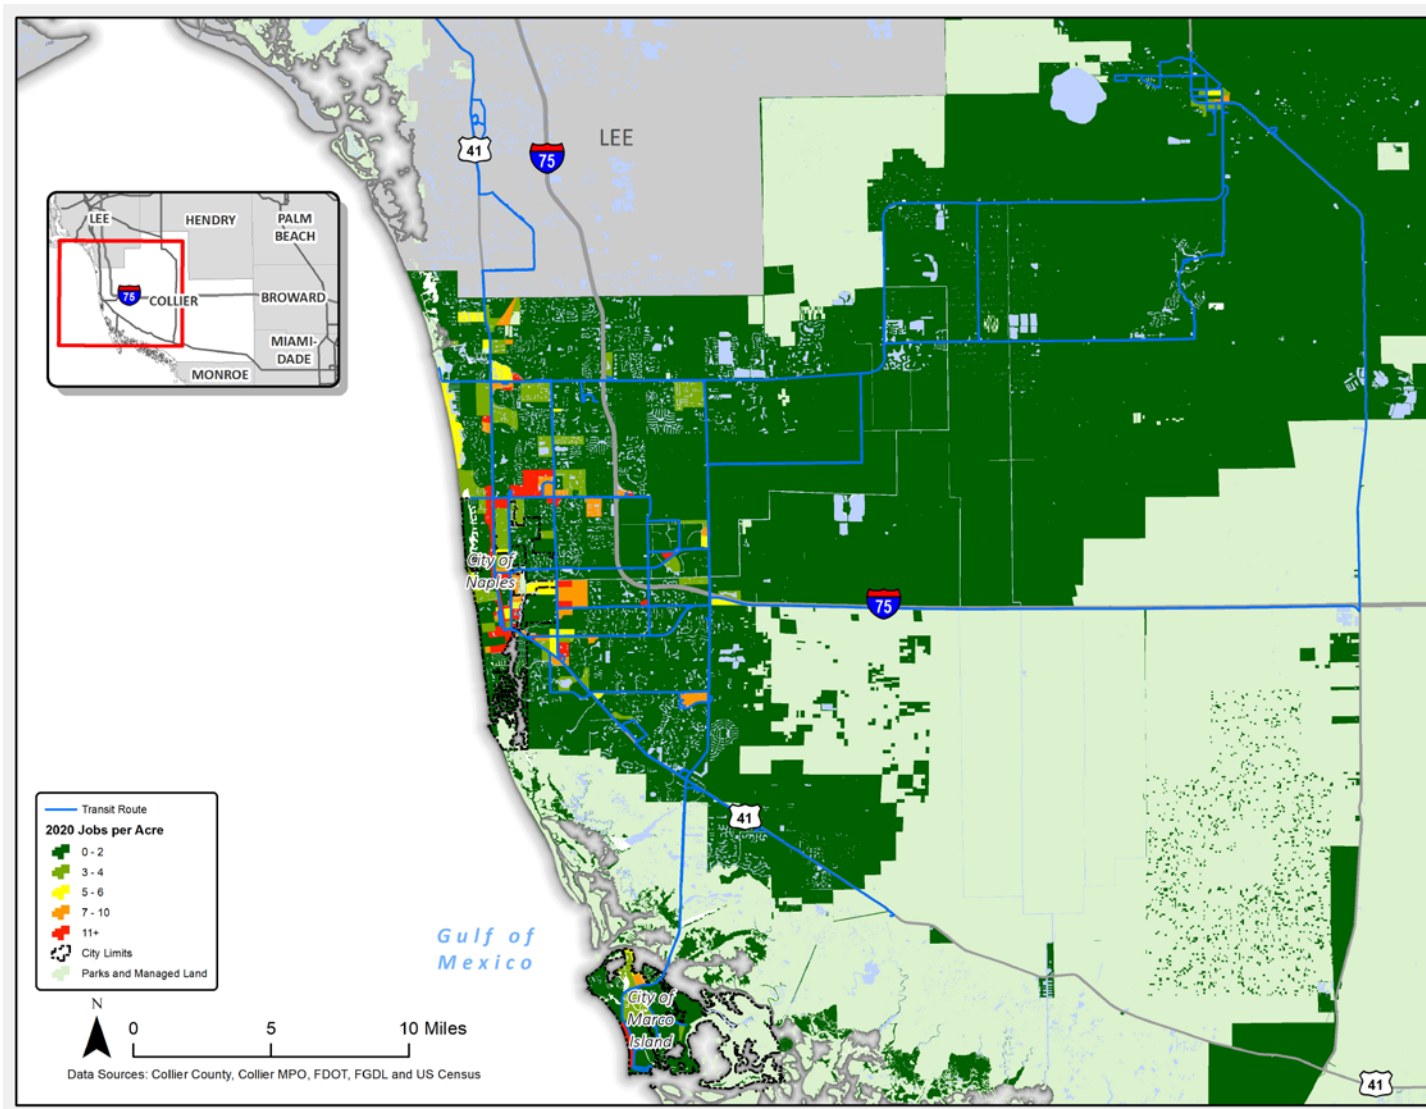 LEE
41
75
LEE
HENDRY
PALM
BEACH
75
COLLIER
BROWARD
MIAMI-
DADE
MONROE
City of
Naples
75
41
Transit Route
2020 Jobs per Acre
0 - 2
3 - 4
5 - 6
7 - 10
11+
City Limits
Parks and Managed Land
Gulf of
Mexico
City of
Marco
Island
N
0 5 10 Miles
Data Sources: Collier County, Collier MPO, FDOT, FGDL and US Census
41